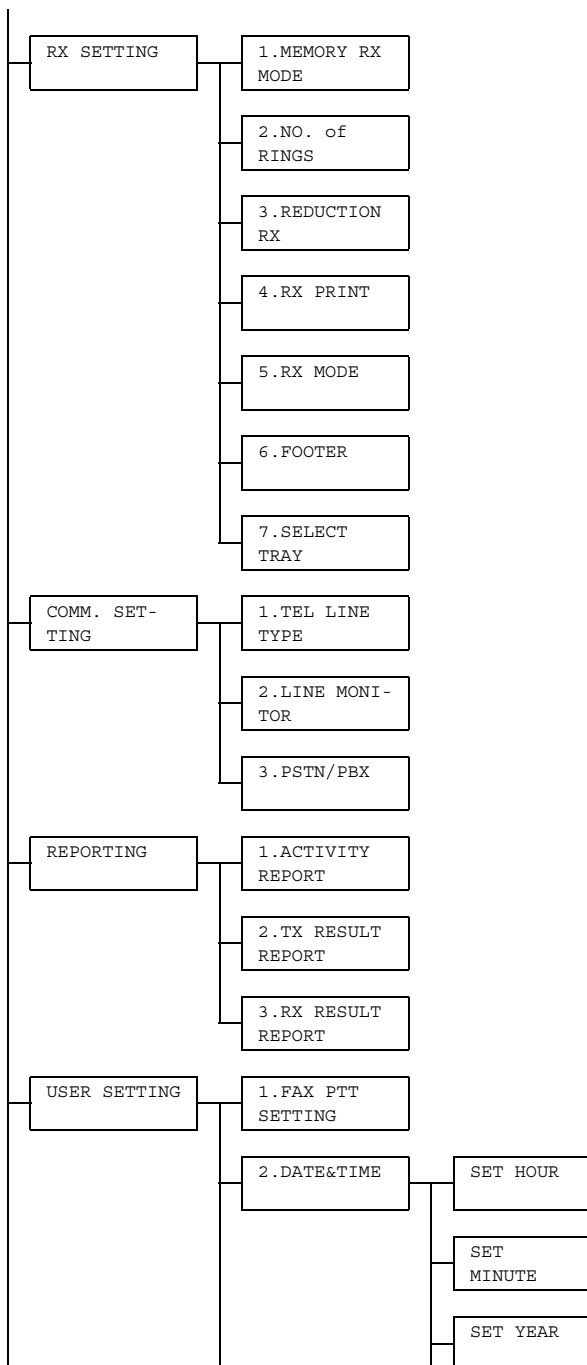 RX SETTING
1.MEMORY RX
MODE
2.NO. of
RINGS
3.REDUCTION
RX
4.RX PRINT
5.RX MODE
6.FOOTER
7.SELECT
TRAY
COMM. SET-
TING
1.TEL LINE
TYPE
2.LINE MONI-
TOR
3.PSTN/PBX
REPORTING
1.ACTIVITY
REPORT
2.TX RESULT
REPORT
3.RX RESULT
REPORT
USER SETTING
1.FAX PTT
SETTING
2.DATE&TIME
SET HOUR
SET
MINUTE
SET YEAR